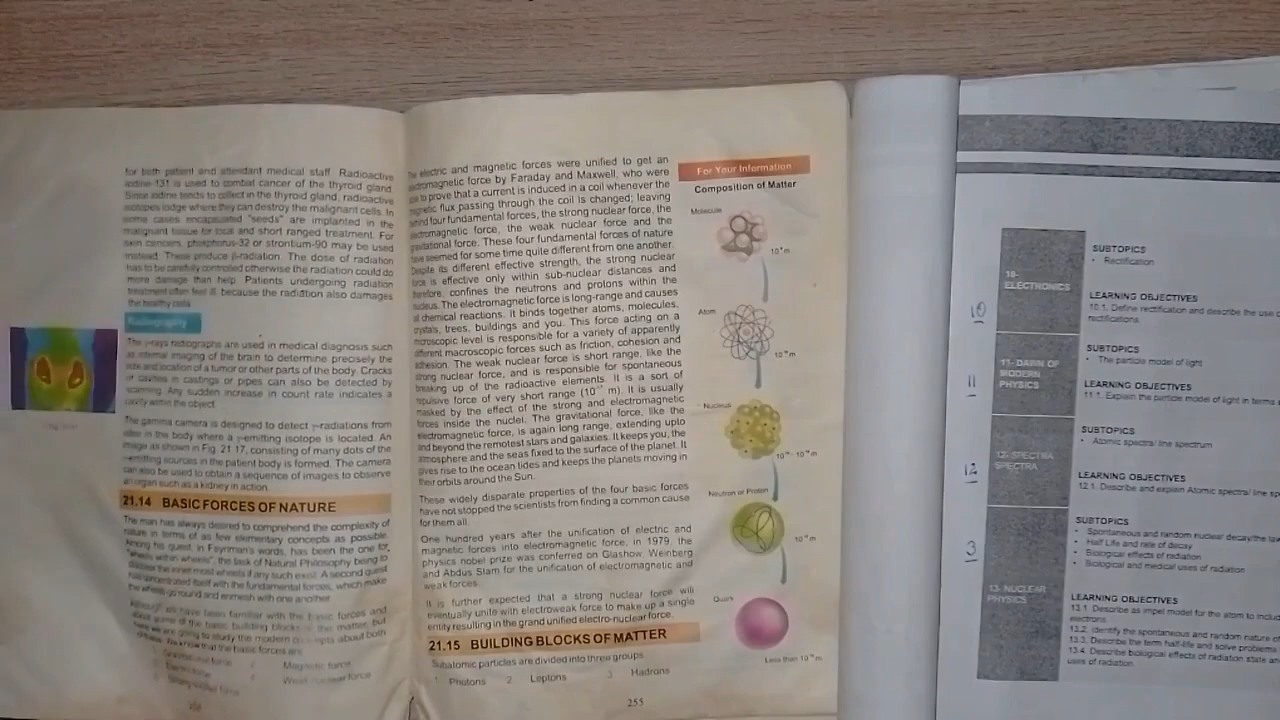 for both patient and attendant medical staff. Radioactive
iodine-131 is used to combat cancer of the thyroid gland.
Since iodine tends to collect in the thyroid gland, radioactive
isotopes lodge where they can destroy the malignant cells. In
some cases encapsulated "seeds" are implanted in the
malignant tissue for local and short ranged treatment. For
skin cancers, phosphorus-32 or strontium-90 may be used
instead. These produce β-radiation. The dose of radiation
has to be carefully controlled otherwise the radiation could do
more damage than help. Patients undergoing radiation
treatment often feel ill, because the radiation also damages
the healthy cells.
Radiography
The γ-rays radiographs are used in medical diagnosis such
as internal imaging of the brain to determine precisely the
size and location of a tumor or other parts of the body. Cracks
or cavities in castings or pipes can also be detected by
scanning. Any sudden increase in count rate indicates a
cavity within the object.
The gamma camera is designed to detect γ-radiations from
sites in the body where a γ-emitting isotope is located. An
image as shown in Fig. 21.17, consisting of many dots of the
γ-emitting sources in the patient body is formed. The camera
can also be used to obtain a sequence of images to observe
an organ such as a kidney in action.
21.14 BASIC FORCES OF NATURE
The man has always desired to comprehend the complexity of
nature in terms of as few elementary concepts as possible.
Among his quest, in Feynman's words, has been the one for
"wheels within wheels", the task of Natural Philosophy being to
discover the inner most wheels if any such exist. A second quest
has concentrated itself with the fundamental forces, which make
the wheels go round and enmesh with one another.
Although we have been familiar with the basic forces and
about some of the basic building blocks of the matter, but
here we are going to study the modern concepts about both
of these. We know that the basic forces are
Magnetic force
Weak nuclear force
The electric and magnetic forces were unified to get an
electromagnetic force by Faraday and Maxwell, who were
able to prove that a current is induced in a coil whenever the
magnetic flux passing through the coil is changed; leaving
behind four fundamental forces, the strong nuclear force, the
electromagnetic force, the weak nuclear force and the
gravitational force. These four fundamental forces of nature
have seemed for some time quite different from one another.
Despite its different effective strength, the strong nuclear
force is effective only within sub-nuclear distances and
therefore, confines the neutrons and protons within the
nucleus. The electromagnetic force is long-range and causes
all chemical reactions. It binds together atoms, molecules,
crystals, trees, buildings and you. This force acting on a
microscopic level is responsible for a variety of apparently
different macroscopic forces such as friction, cohesion and
adhesion. The weak nuclear force is short range, like the
strong nuclear force, and is responsible for spontaneous
breaking up of the radioactive elements. It is a sort of
repulsive force of very short range (10 m). It is usually
masked by the effect of the strong and electromagnetic
forces inside the nuclei. The gravitational force, like the
electromagnetic force, is again long range, extending upto
and beyond the remotest stars and galaxies. It keeps you, the
atmosphere and the seas fixed to the surface of the planet. It
gives rise to the ocean tides and keeps the planets moving in
their orbits around the Sun.
These widely disparate properties of the four basic forces
have not stopped the scientists from finding a common cause
for them all.
One hundred years after the unification of electric and
magnetic forces into electromagnetic force, in 1979, the
physics nobel prize was conferred on Glashow, Weinberg
and Abdus Slam for the unification of electromagnetic and
weak forces.
It is further expected that a strong nuclear force will
eventually unite with electroweak force to make up a single
entity resulting in the grand unified electro-nuclear force.
21.15 BUILDING BLOCKS OF MATTER
Subatomic particles are divided into three groups
1. Photons 2. Leptons 3. Hadrons
255
For Your Information
Composition of Matter
Molecule
Atom
Nucleus
Neutron or Proton
Quark
Less than
10
10-
ELECTRONICS
SUBTOPICS
• Rectification
LEARNING OBJECTIVES
10.1. Define rectification and describe the use
rectifications.
11
11- DAWN OF
MODERN
PHYSICS
SUBTOPICS
• The particle model of light
LEARNING OBJECTIVES
11.1. Explain the particle model of light in terms
12
12- SPECTRA
SPECTRA
SUBTOPICS
• Atomic spectra/ line spectrum
LEARNING OBJECTIVES
12.1. Describe and explain Atomic spectra/ line
3
13- NUCLEAR
PHYSICS
SUBTOPICS
• Spontaneous and random nuclear decay/the
• Half Life and rate of decay
• Biological effects of radiation
• Biological and medical uses of radiation
LEARNING OBJECTIVES
13.1. Describe as impel model for the atom to
electrons.
13.2. Identify the spontaneous and random nature
13.3. Describe the term half-life and solve problems
13.4. Describe biological effects of radiation state
uses of radiation.